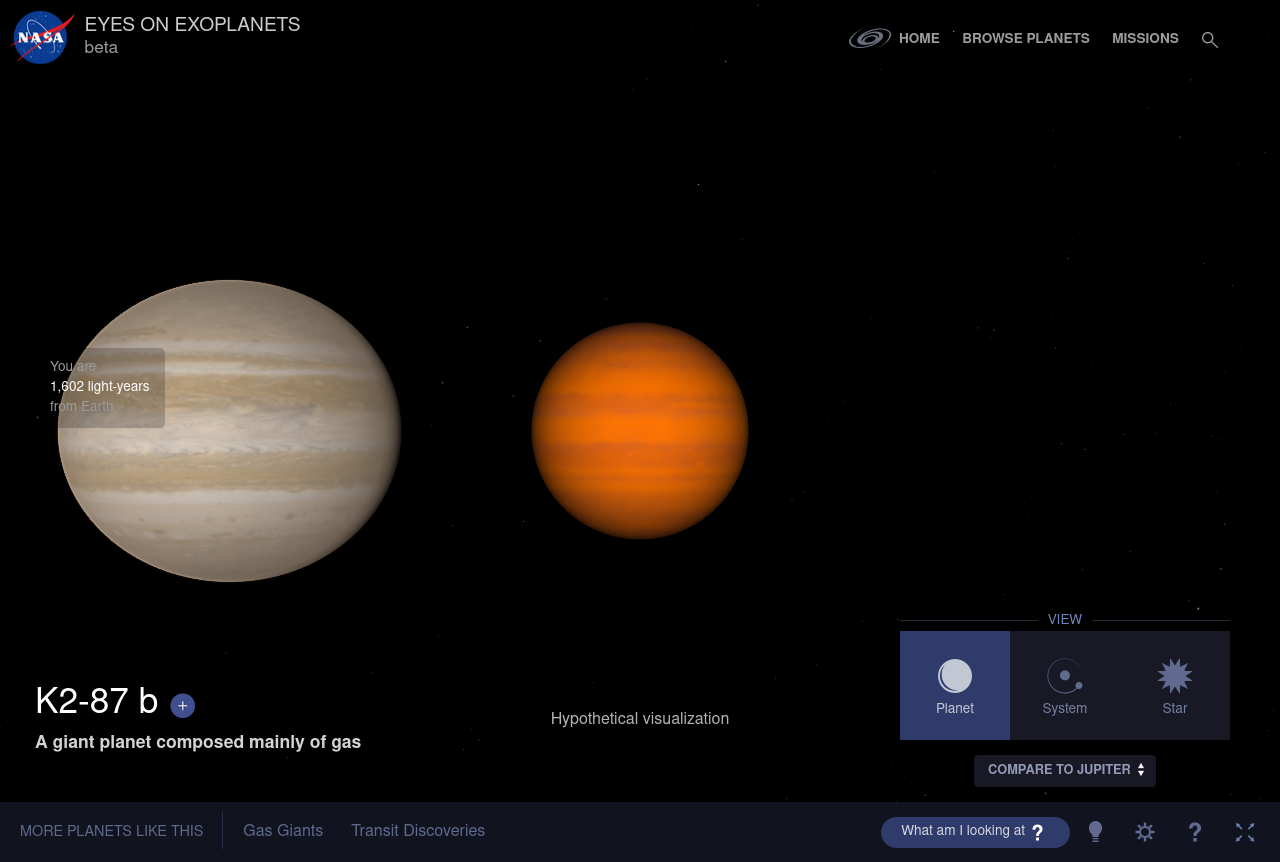 NASA
EYES ON EXOPLANETS
beta
HOME
BROWSE PLANETS
MISSIONS
You are
1,602 light-years
from Earth
K2-87 b +
A giant planet composed mainly of gas
Hypothetical visualization
VIEW
Planet
System
Star
COMPARE TO JUPITER
MORE PLANETS LIKE THIS
Gas Giants
Transit Discoveries
What am I looking at ?
?